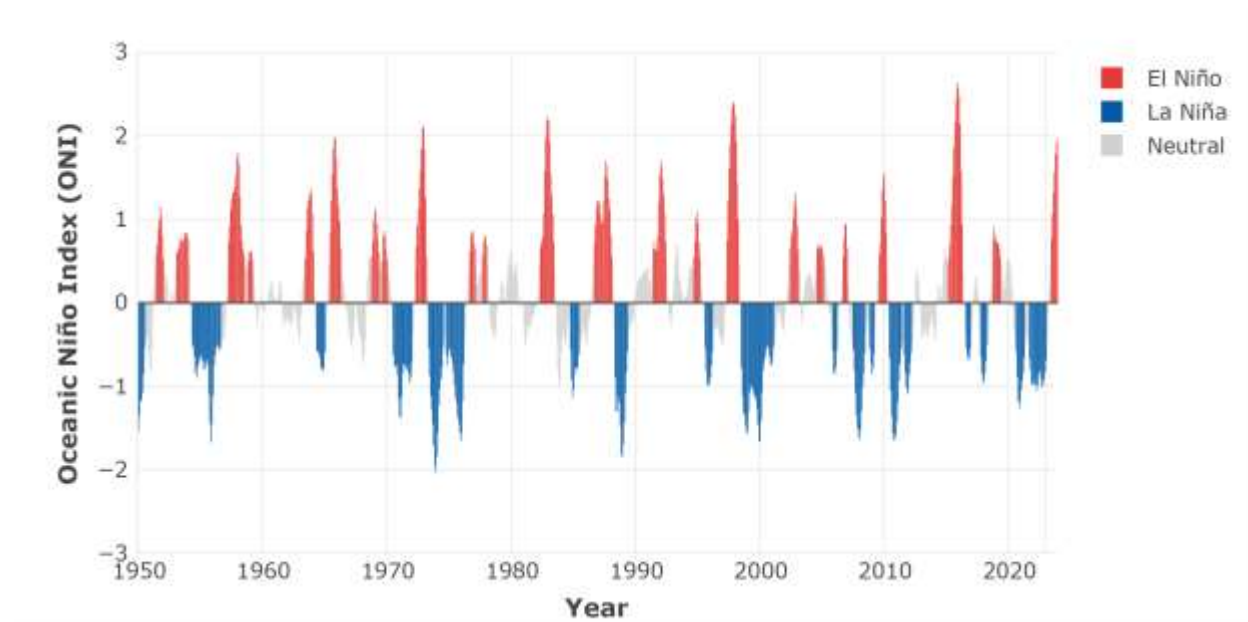 3
El Niño
La Niña
2
Neutral
1
0
−1
−2
−3
Oceanic Niño Index (ONI)
1950 1960 1970 1980 1990 2000 2010 2020
Year